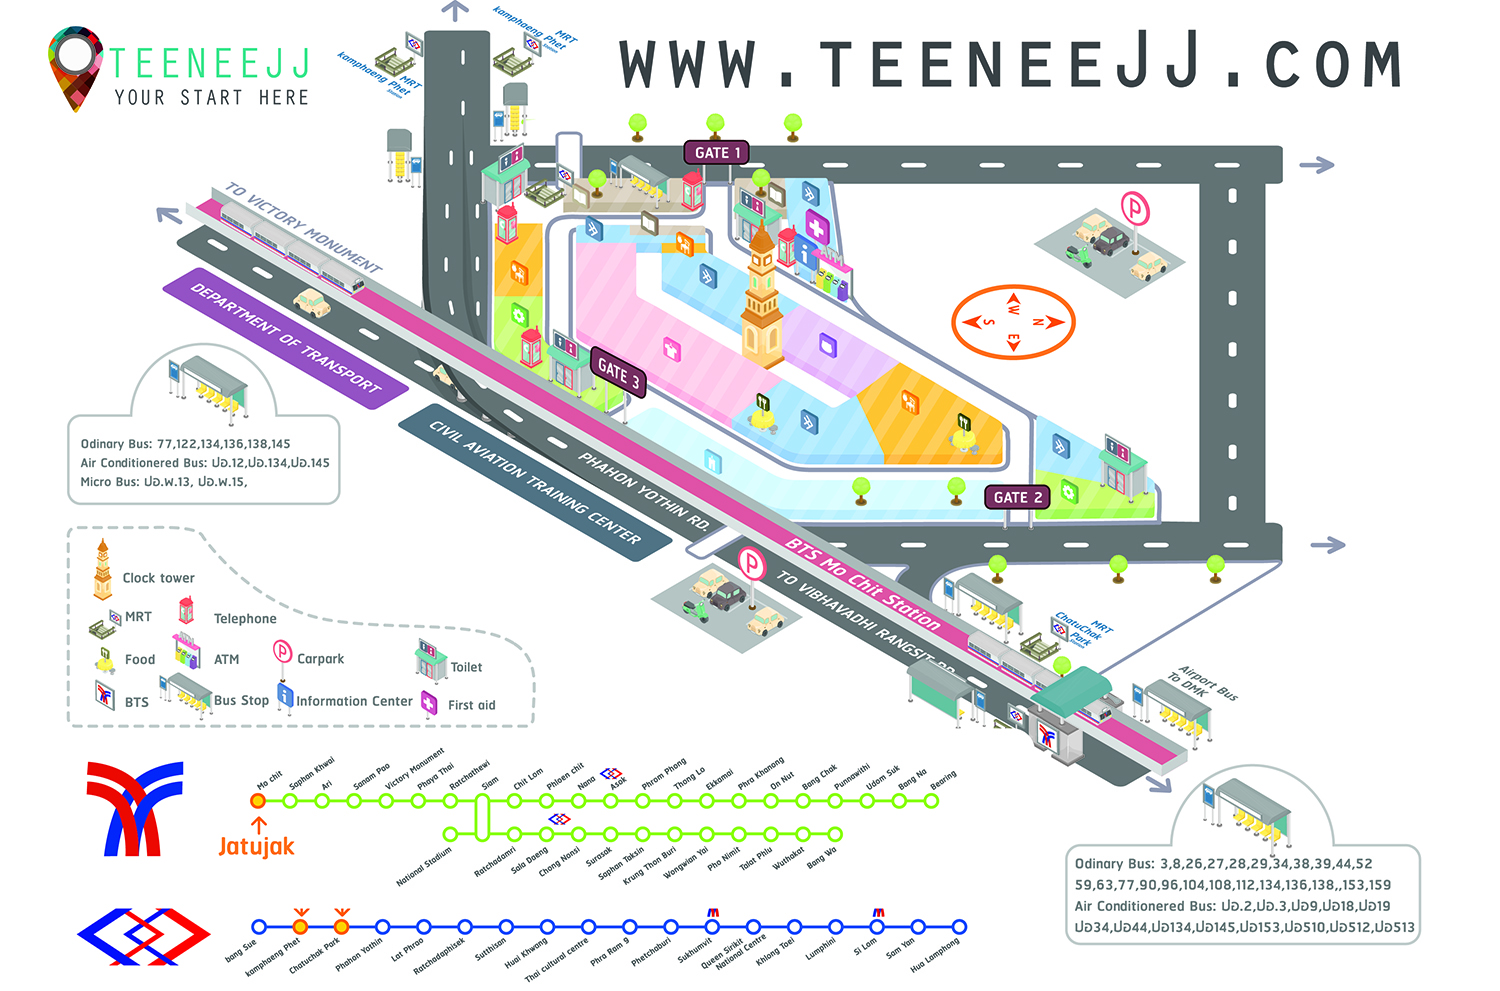 TEENEEJJ
YOUR START HERE
WWW.TEENEEJJ.COM
kamphaeng Phet
MRT
Station
kamphaeng Phet
MRT
Station
GATE 1
TO VICTORY MONUMENT
DEPARTMENT OF TRANSPORT
GATE 3
P
W
S
N
E
Odinary Bus: 77,122,134,136,138,145
Air Conditionered Bus: ปอ.12,ปอ.134,ปอ.145
Micro Bus: ปอ.พ.13, ปอ.พ.15,
CIVIL AVIATION TRAINING CENTER
PHAHON YOTHIN RD.
GATE 2
BTS Mo Chit Station
TO VIBHAVADHI RANGSIT RD.
P
ChatuChak Park
MRT
Station
Airport Bus
To DMK
Clock tower
MRT
Telephone
Food
ATM
Carpark
Toilet
BTS
Bus Stop
Information Center
First aid
Mo chit
Saphan Khwai
Ari
Sanam Pao
Victory Monument
Phaya Thai
Ratchathewi
Siam
Chit Lom
Phloen chit
Nana
Asok
Phrom Phong
Thong Lo
Ekkamai
Phra Khanong
On Nut
Bang Chak
Punnawithi
Udom Suk
Bang Na
Bearing
Jatujak
National Stadium
Ratchadamri
Sala Daeng
Chong Nonsi
Surasak
Saphan Taksin
Krung Thon Buri
Wongwian Yai
Pho Nimit
Talat Phlu
Wuthakat
Bang Wa
bang Sue
kamphaeng Phet
Chatuchak Park
Phahon Yothin
Lat Phrao
Ratchadaphisek
Sutthisan
Huai Khwang
Thai cultural centre
Phra Ram 9
Phetchaburi
Sukhumvit
Queen Sirikit
National Centre
Khlong Toei
Lumphini
Si Lom
Sam Yan
Hua Lamphong
Odinary Bus: 3,8,26,27,28,29,34,38,39,44,52
59,63,77,90,96,104,108,112,134,136,138,,153,159
Air Conditionered Bus: ปอ.2,ปอ.3,ปอ9,ปอ18,ปอ19
ปอ34,ปอ44,ปอ134,ปอ145,ปอ153,ปอ510,ปอ512,ปอ513